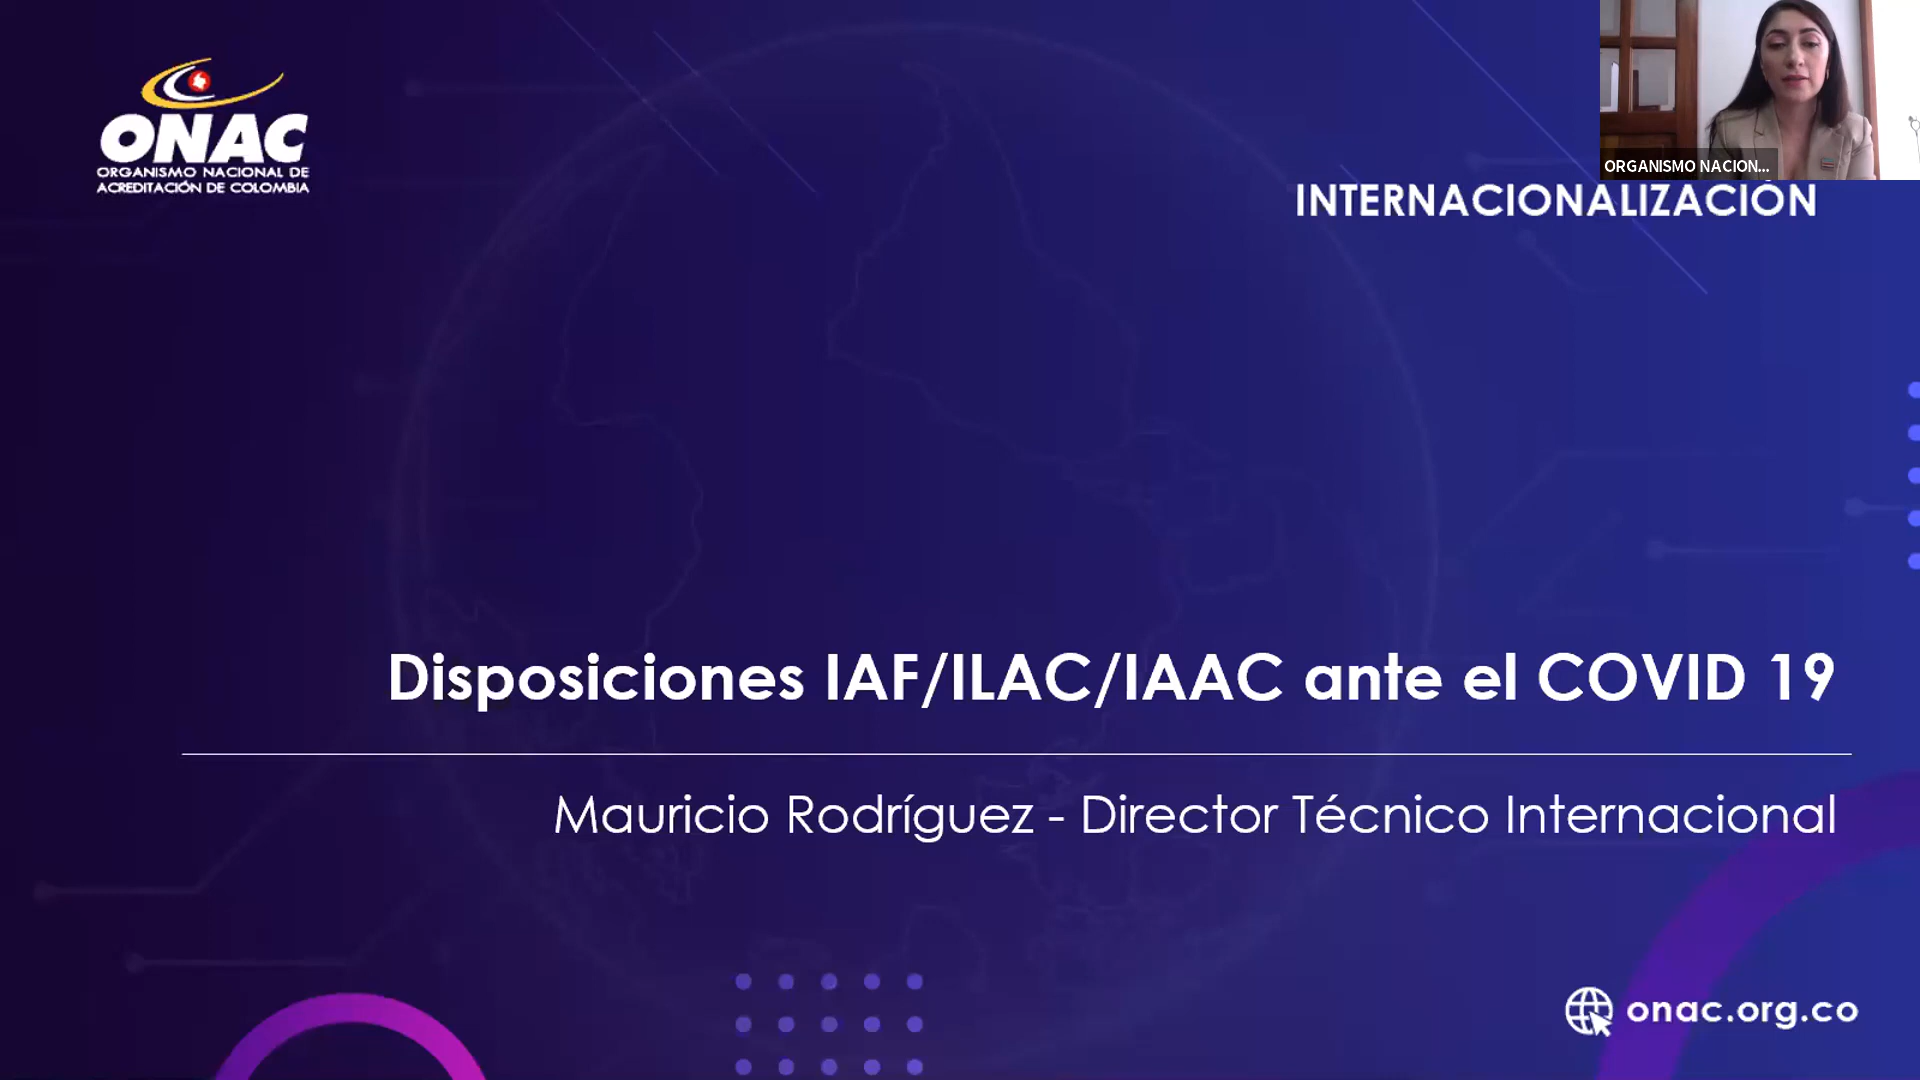 ONAC
ORGANISMO NACIONAL DE
ACREDITACIÓN DE COLOMBIA
ORGANISMO NACION...
INTERNACIONALIZACIÓN
Disposiciones IAF/ILAC/IAAC ante el COVID 19
Mauricio Rodríguez - Director Técnico Internacional
onac.org.co